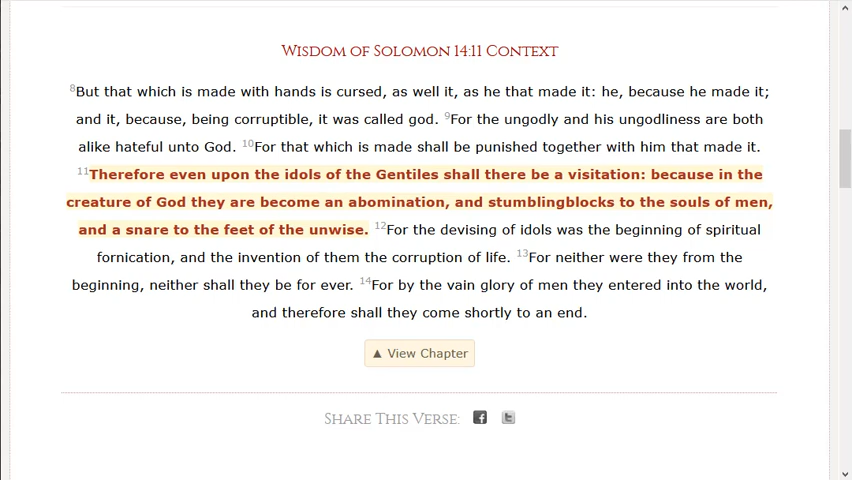 Wisdom of Solomon 14:11 Context
8But that which is made with hands is cursed, as well it, as he that made it: he, because he made it;
and it, because, being corruptible, it was called god. 9For the ungodly and his ungodliness are both
alike hateful unto God. 10For that which is made shall be punished together with him that made it.
11Therefore even upon the idols of the Gentiles shall there be a visitation: because in the
creature of God they are become an abomination, and stumblingblocks to the souls of men,
and a snare to the feet of the unwise. 12For the devising of idols was the beginning of spiritual
fornication, and the invention of them the corruption of life. 13For neither were they from the
beginning, neither shall they be for ever. 14For by the vain glory of men they entered into the world,
and therefore shall they come shortly to an end.
▲ View Chapter
Share This Verse: